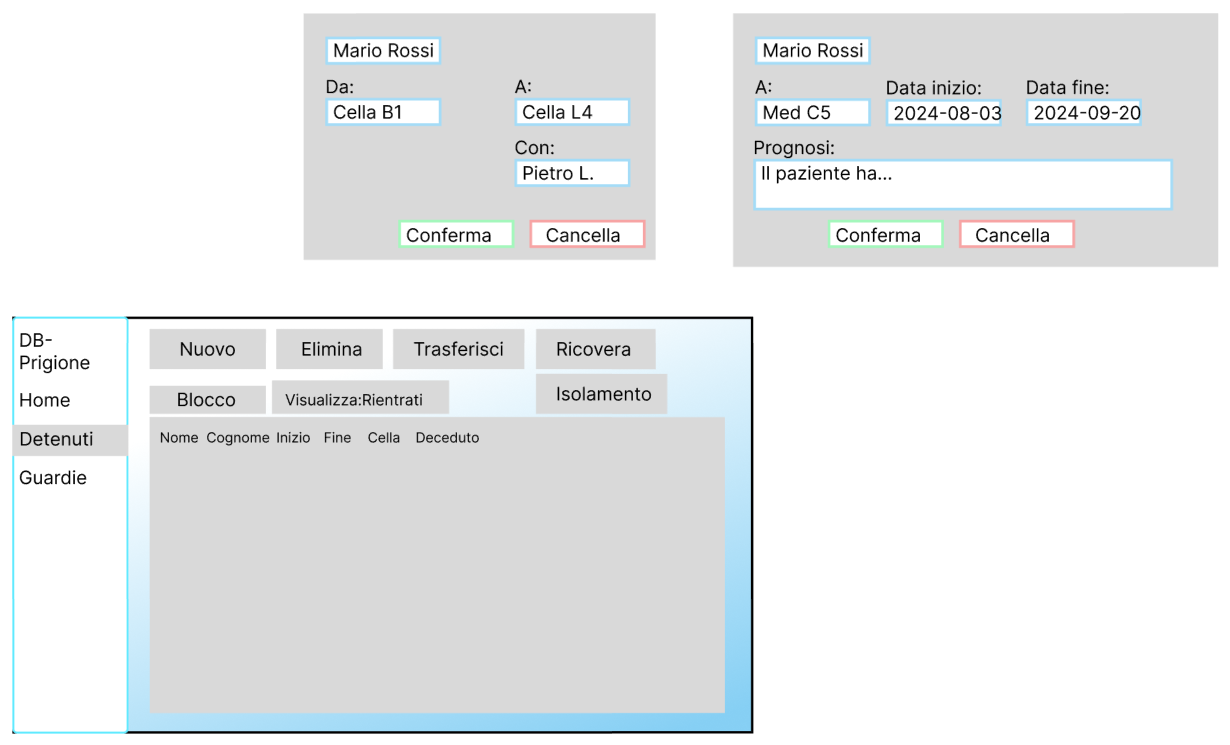 Mario Rossi
Da:
A:
Cella B1
Cella L4
Con:
Pietro L.
Conferma
Cancella
Mario Rossi
A:
Data inizio:
Data fine:
Med C5
2024-08-03
2024-09-20
Prognosi:
Il paziente ha...
Conferma
Cancella
DB-
Prigione
Home
Detenuti
Guardie
Nuovo
Elimina
Trasferisci
Ricovera
Blocco
Visualizza:Rientrati
Isolamento
Nome Cognome Inizio Fine Cella Deceduto